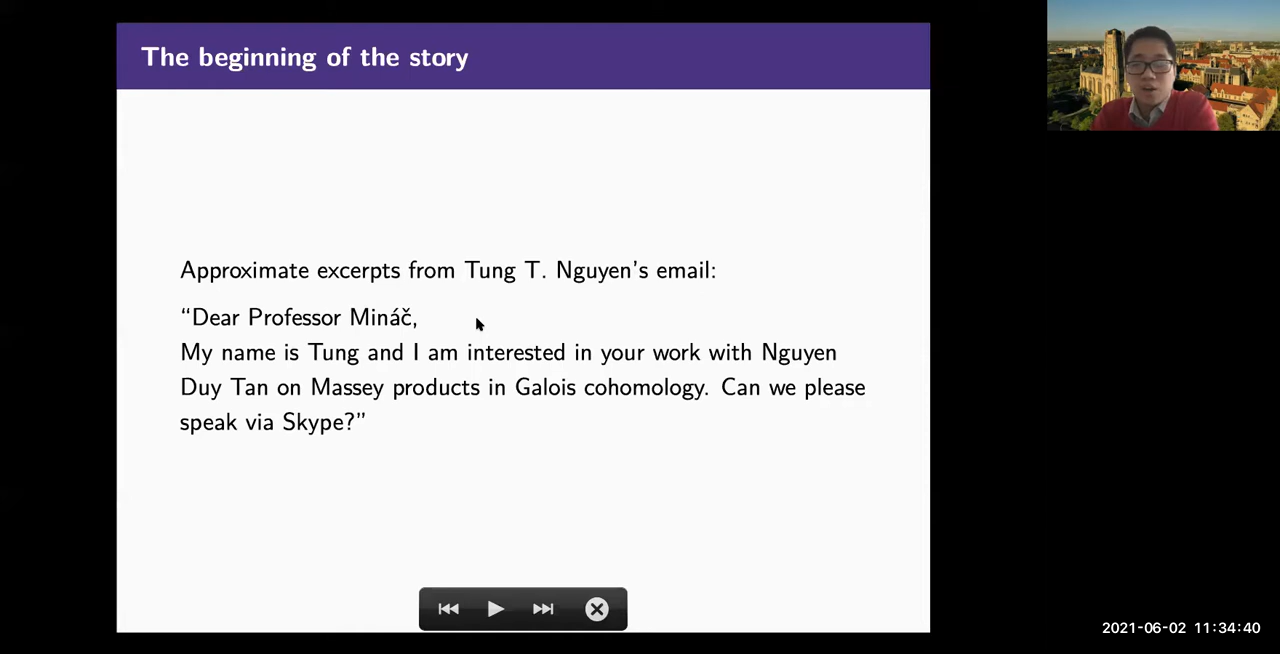 The beginning of the story
Approximate excerpts from Tung T. Nguyen's email:
“Dear Professor Mináč,
My name is Tung and I am interested in your work with Nguyen
Duy Tan on Massey products in Galois cohomology. Can we please
speak via Skype?”
2021-06-02 11:34:40